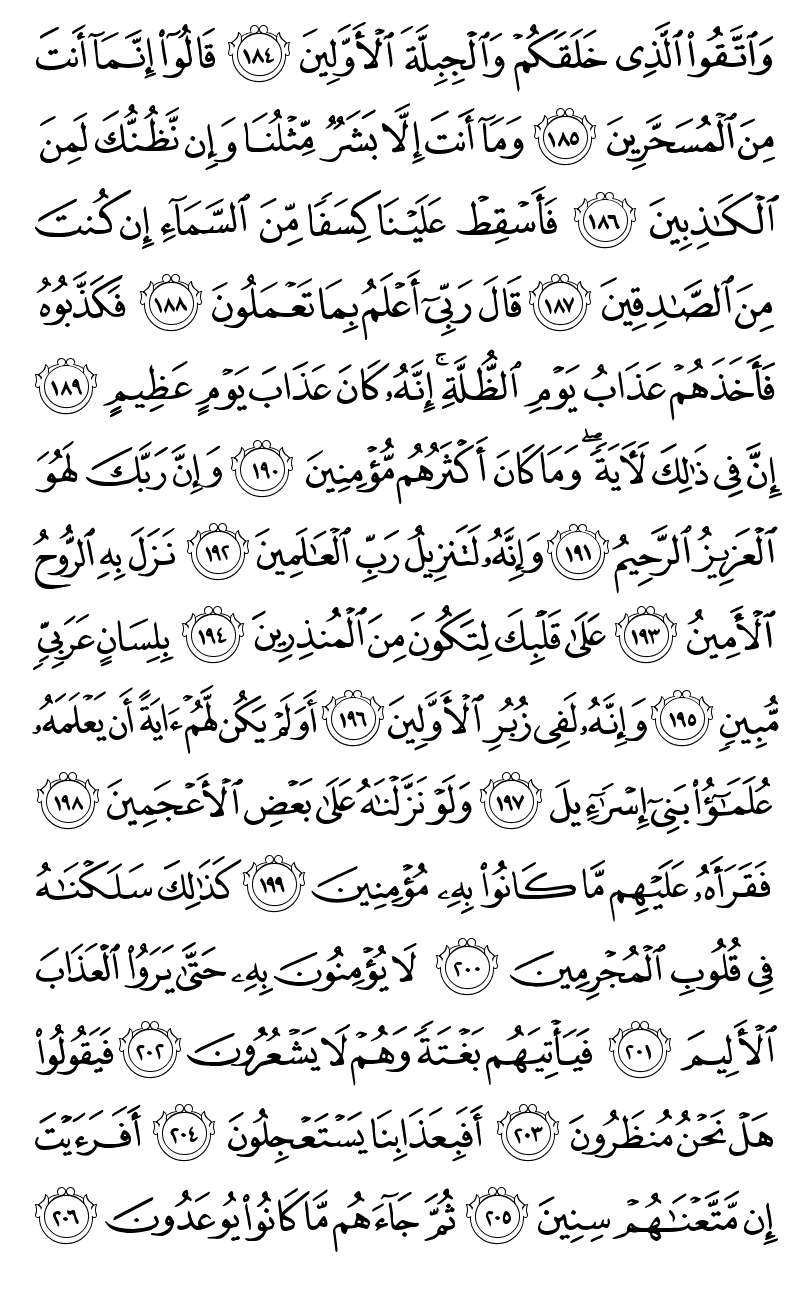 وَٱتَّقُوا۟ ٱلَّذِى خَلَقَكُمْ وَٱلْجِبِلَّةَ ٱلْأَوَّلِينَ ١٨٤ قَالُوٓا۟ إِنَّمَآ أَنتَ
مِنَ ٱلْمُسَحَّرِينَ ١٨٥ وَمَآ أَنتَ إِلَّا بَشَرٌ مِّثْلُنَا وَإِن نَّظُنُّكَ لَمِنَ
ٱلْكَـٰذِبِينَ ١٨٦ فَأَسْقِطْ عَلَيْنَا كِسَفًا مِّنَ ٱلسَّمَآءِ إِن كُنتَ
مِنَ ٱلصَّـٰدِقِينَ ١٨٧ قَالَ رَبِّىٓ أَعْلَمُ بِمَا تَعْمَلُونَ ١٨٨ فَكَذَّبُوهُ
فَأَخَذَهُمْ عَذَابُ يَوْمِ ٱلظُّلَّةِ ۚ إِنَّهُۥ كَانَ عَذَابَ يَوْمٍ عَظِيمٍ ١٨٩
إِنَّ فِى ذَٰلِكَ لَـَٔايَةً ۖ وَمَا كَانَ أَكْثَرُهُم مُّؤْمِنِينَ ١٩٠ وَإِنَّ رَبَّكَ لَهُوَ
ٱلْعَزِيزُ ٱلرَّحِيمُ ١٩١ وَإِنَّهُۥ لَتَنزِيلُ رَبِّ ٱلْعَـٰلَمِينَ ١٩٢ نَزَلَ بِهِ ٱلرُّوحُ
ٱلْأَمِينُ ١٩٣ عَلَىٰ قَلْبِكَ لِتَكُونَ مِنَ ٱلْمُنذِرِينَ ١٩٤ بِلِسَانٍ عَرَبِىٍّ
مُّبِينٍ ١٩٥ وَإِنَّهُۥ لَفِى زُبُرِ ٱلْأَوَّلِينَ ١٩٦ أَوَلَمْ يَكُن لَّهُمْ ءَايَةً أَن يَعْلَمَهُۥ
عُلَمَـٰٓؤُا۟ بَنِىٓ إِسْرَٰٓءِيلَ ١٩٧ وَلَوْ نَزَّلْنَـٰهُ عَلَىٰ بَعْضِ ٱلْأَعْجَمِينَ ١٩٨
فَقَرَأَهُۥ عَلَيْهِم مَّا كَانُوا۟ بِهِۦ مُؤْمِنِينَ ١٩٩ كَذَٰلِكَ سَلَكْنَـٰهُ
فِى قُلُوبِ ٱلْمُجْرِمِينَ ٢٠٠ لَا يُؤْمِنُونَ بِهِۦ حَتَّىٰ يَرَوُا۟ ٱلْعَذَابَ
ٱلْأَلِيمَ ٢٠١ فَيَأْتِيَهُم بَغْتَةً وَهُمْ لَا يَشْعُرُونَ ٢٠٢ فَيَقُولُوا۟
هَلْ نَحْنُ مُنظَرُونَ ٢٠٣ أَفَبِعَذَابِنَا يَسْتَعْجِلُونَ ٢٠٤ أَفَرَءَيْتَ
إِن مَّتَّعْنَـٰهُمْ سِنِينَ ٢٠٥ ثُمَّ جَآءَهُم مَّا كَانُوا۟ يُوعَدُونَ ٢٠٦